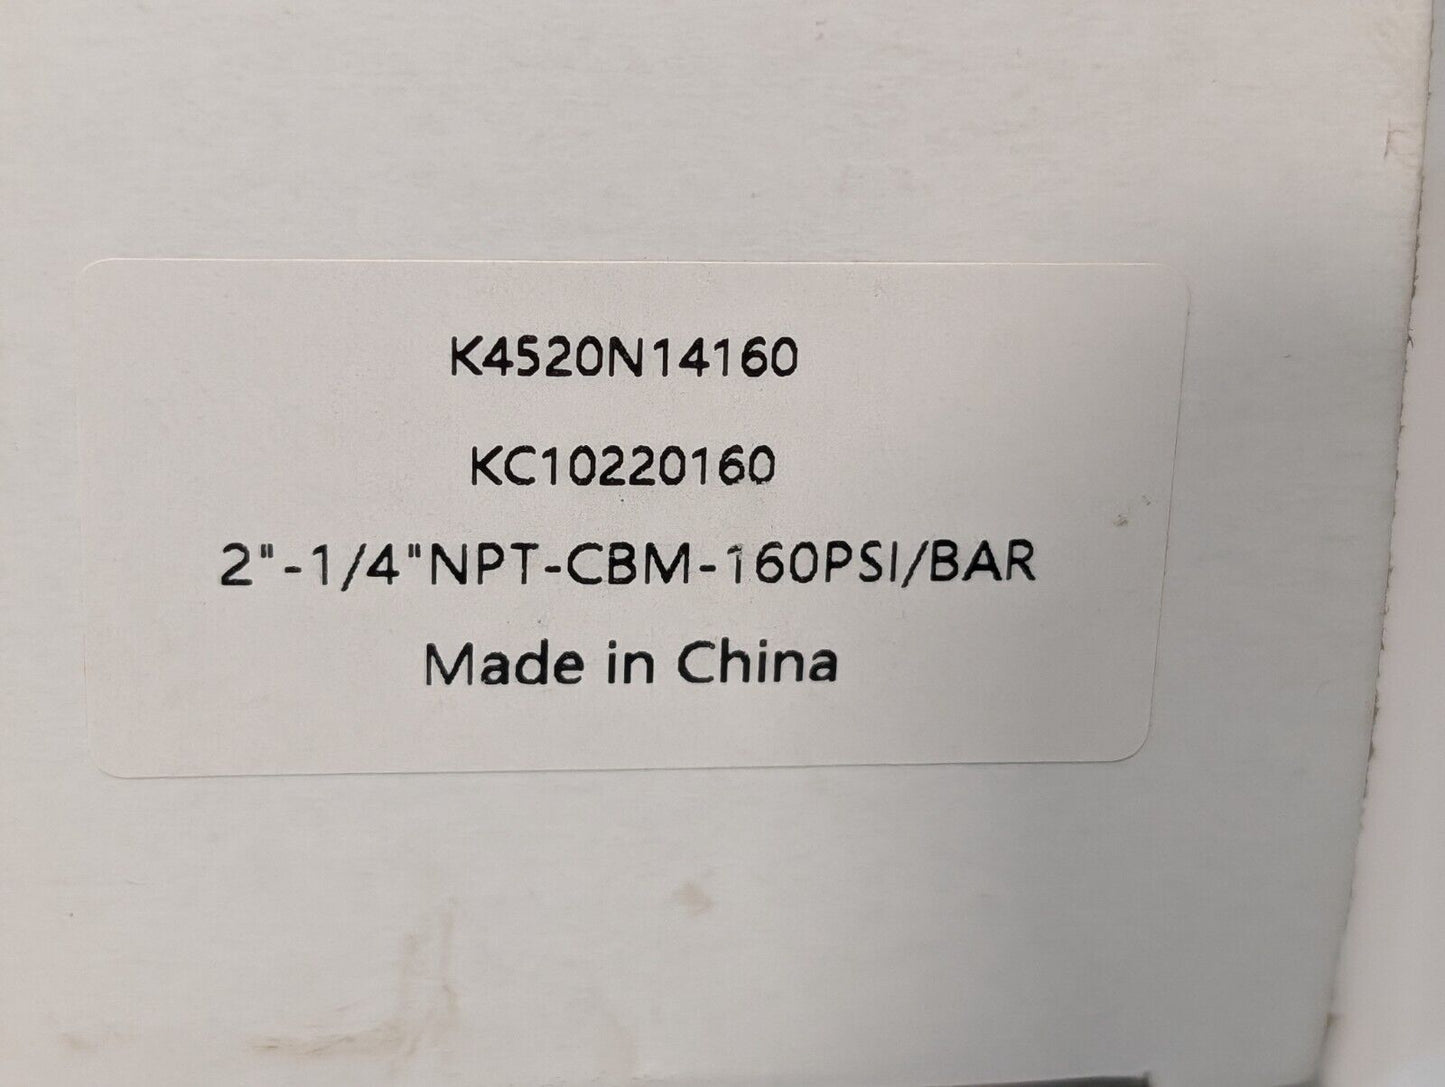 K4520N14160
KC10220160
2"-1/4"NPT-CBM-160PSI/BAR
Made in China